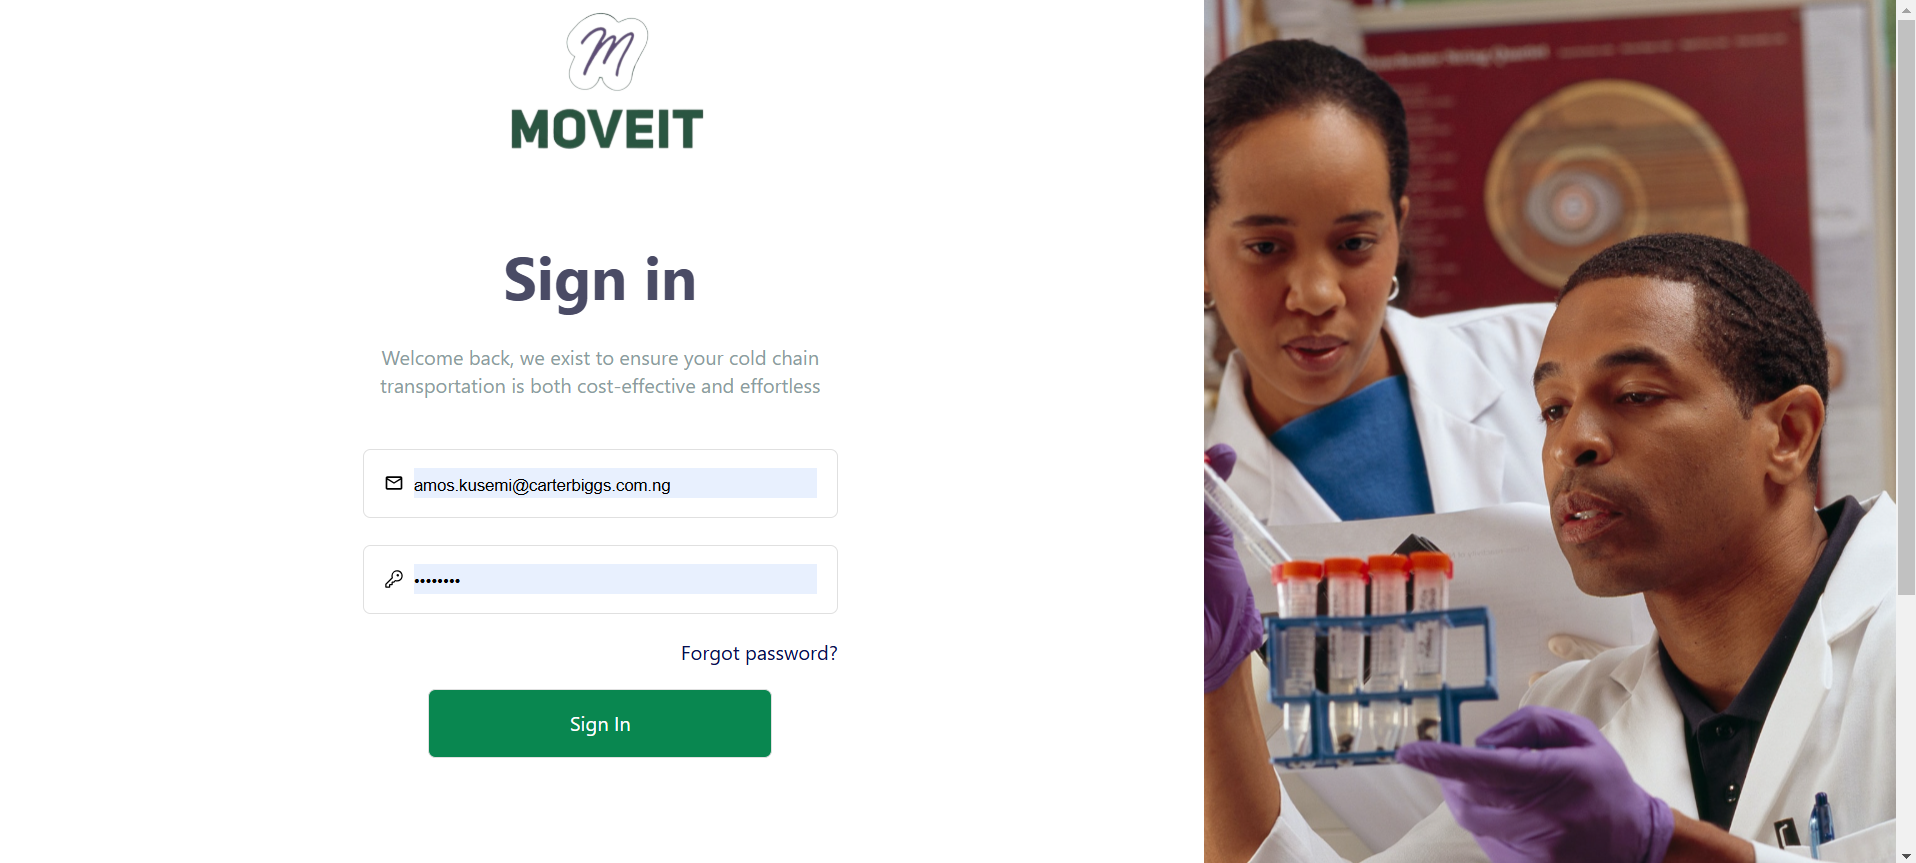 M
MOVEIT
Sign in
Welcome back, we exist to ensure your cold chain
transportation is both cost-effective and effortless
amos.kusemi@carterbiggs.com.ng
••••••••
Forgot password?
Sign In